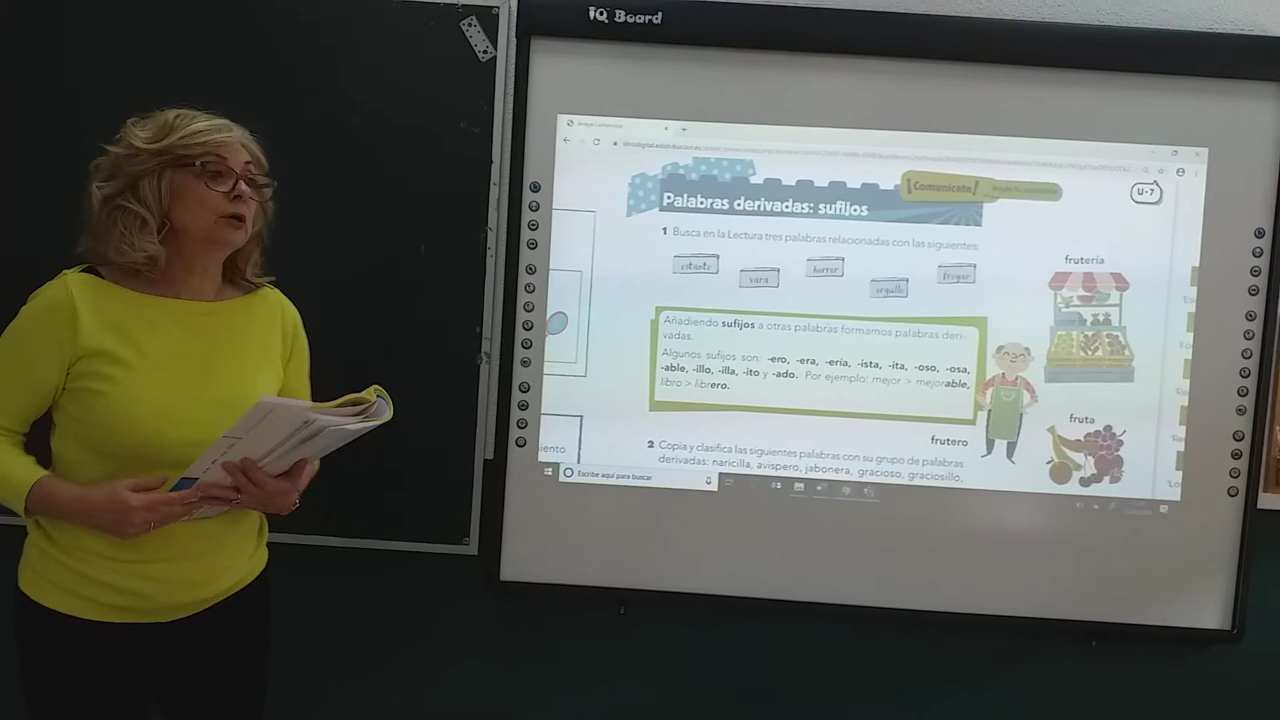 iQ Board
Palabras derivadas: sufijos
¡Comunícate!
U·7
1 Busca en la Lectura tres palabras relacionadas con las siguientes:
estante
vara
horror
orgullo
fregar
frutería
Añadiendo sufijos a otras palabras formamos palabras deri-
vadas.
Algunos sufijos son: -ero, -era, -ería, -ista, -ita, -oso, -osa,
-able, -illo, -illa, -ito y -ado. Por ejemplo: mejor > mejorable,
libro > librero.
frutero
fruta
2 Copia y clasifica las siguientes palabras con su grupo de palabras
derivadas: naricilla, avispero, jabonera, gracioso, graciosillo,
iento
Escribe aquí para buscar